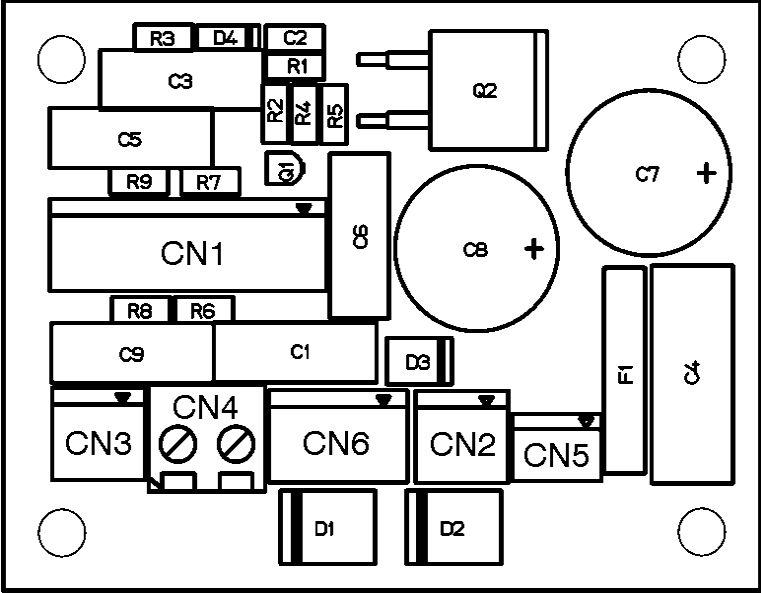 R3 D4 C2
C3 R1
R2 R4 R5 Q2
C5
R9 R7 Q1 C7 +
CN1 C6 C8 +
R8 R6
C9 C1 D3 F1 C4
CN4
CN3 CN6 CN2 CN5
D1 D2